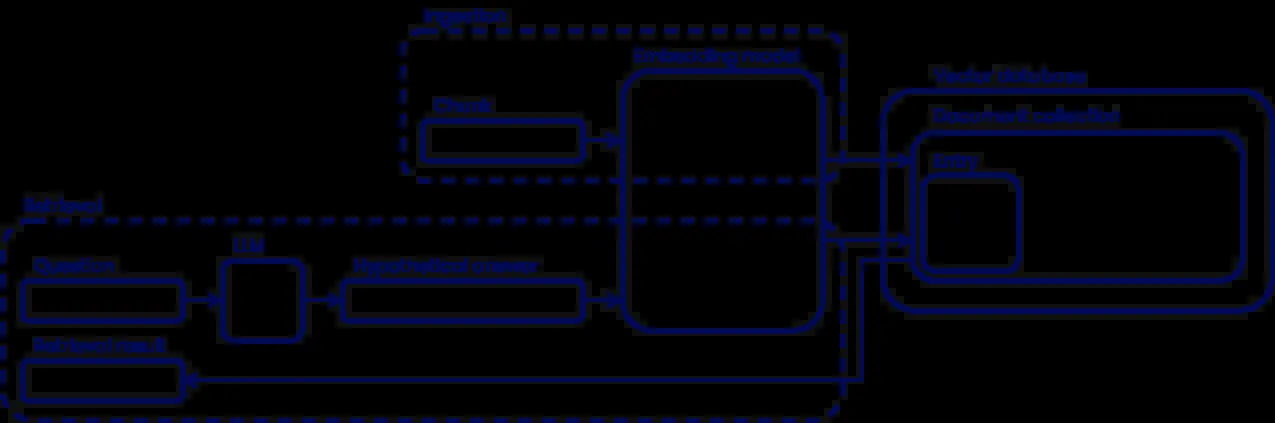 Ingestion
Embedding model
Vector database
Chunk
Document collection
Entry
Retrieval
LLM
Question
Hypothetical answer
Retrieval result